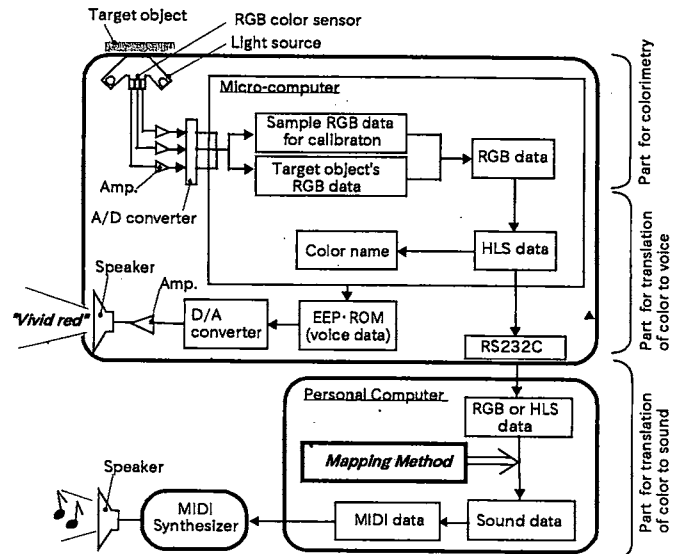 Target object
RGB color sensor
Light source
Micro-computer
Sample RGB data
for calibraton
Target object's
RGB data
RGB data
Amp.
A/D converter
Color name
HLS data
Speaker
Amp.
"Vivid red"
D/A
converter
EEP·ROM
(voice data)
RS232C
Part for colorimetry
Part for translation
of color to voice
Personal Computer
RGB or HLS
data
Mapping Method
Speaker
MIDI
Synthesizer
MIDI data
Sound data
Part for translation
of color to sound